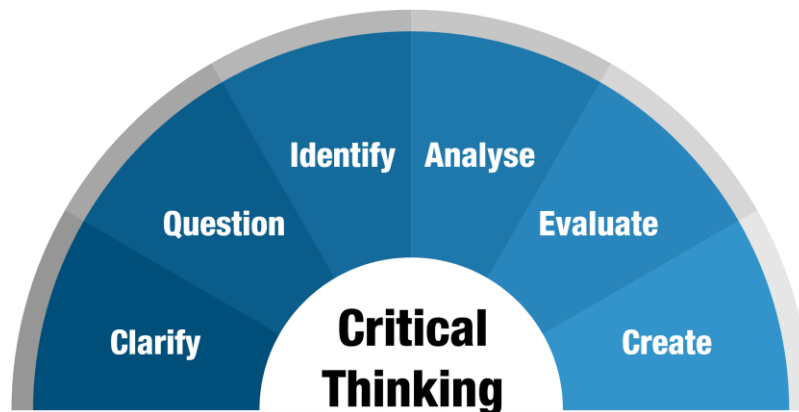 Clarify
Question
Identify
Analyse
Evaluate
Create
Critical
Thinking